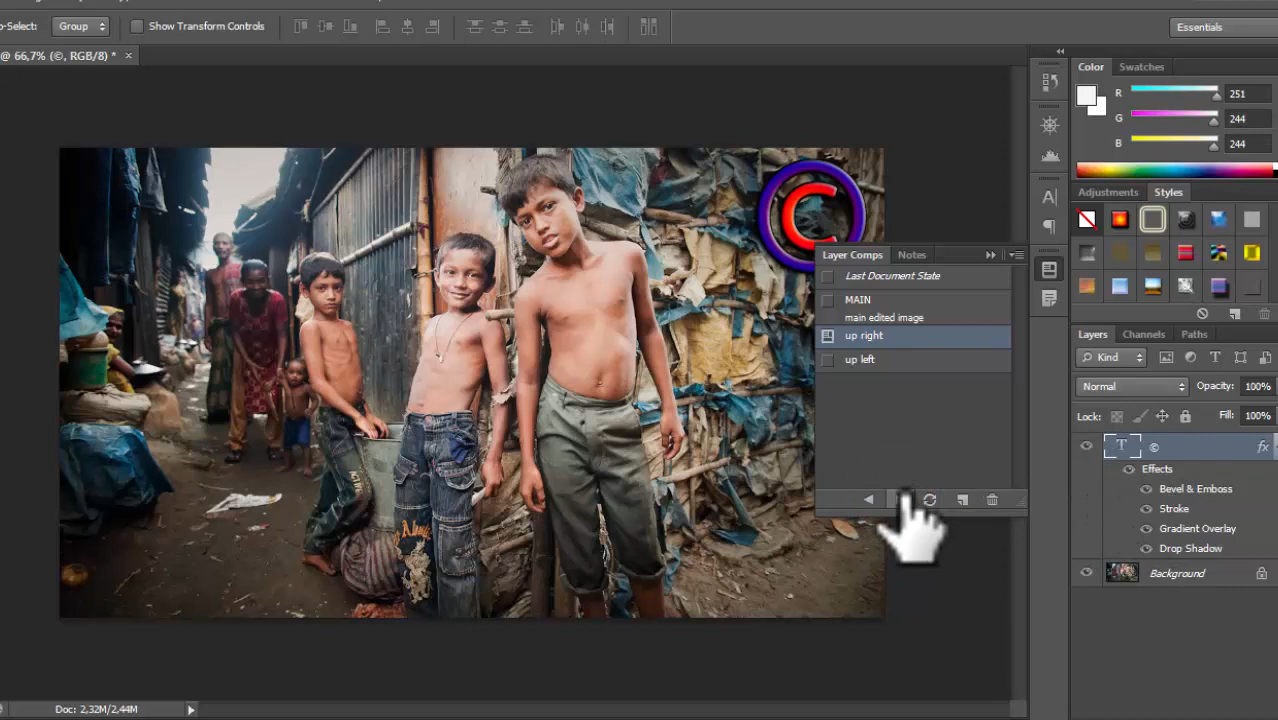 o-Select: Group Show Transform Controls Essentials
@ 66,7% (©, RGB/8) * ×
Color Swatches
R 251
G 244
B 244
Adjustments Styles
©
Layer Comps Notes
Last Document State
MAIN
main edited image
up right
up left
Layers Channels Paths
Kind T
Normal Opacity: 100%
Lock: Fill: 100%
T © fx
Effects
Bevel & Emboss
Stroke
Gradient Overlay
Drop Shadow
Background
Doc: 2,32M/2,44M